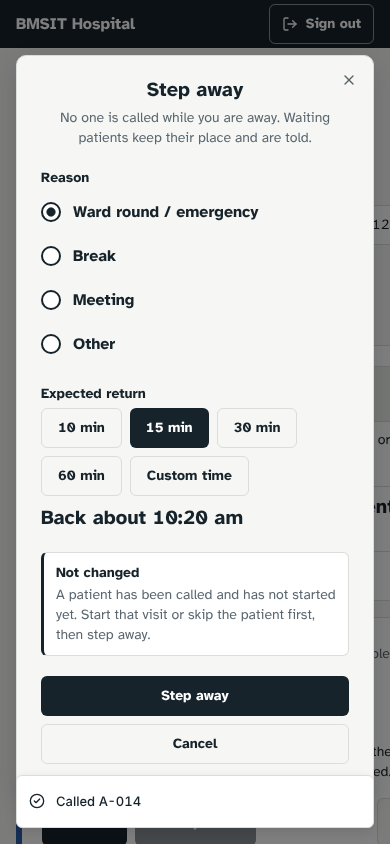 BMSIT Hospital
Sign out
Step away
No one is called while you are away. Waiting
patients keep their place and are told.
Reason
Ward round / emergency
Break
Meeting
Other
Expected return
10 min
15 min
30 min
60 min
Custom time
Back about 10:20 am
Not changed
A patient has been called and has not started
yet. Start that visit or skip the patient first,
then step away.
Step away
Cancel
Called A-014